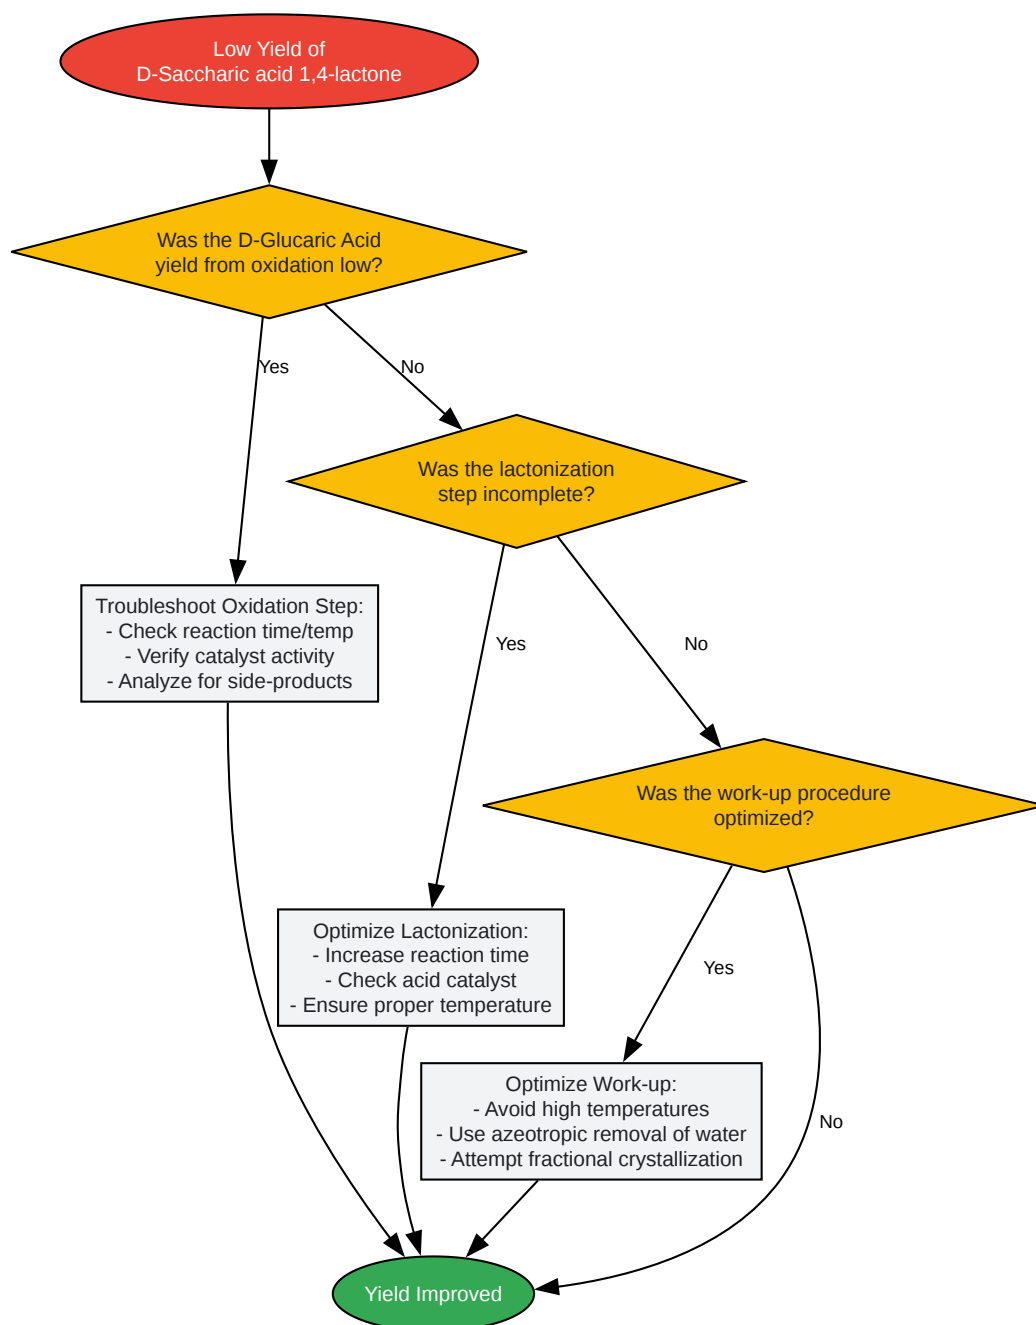 Low Yield of
D-Saccharic acid 1,4-lactone
Was the D-Glucaric Acid
yield from oxidation low?
Yes
No
Was the lactonization
step incomplete?
Troubleshoot Oxidation Step:
- Check reaction time/temp
- Verify catalyst activity
- Analyze for side-products
Yes
No
Was the work-up procedure
optimized?
Optimize Lactonization:
- Increase reaction time
- Check acid catalyst
- Ensure proper temperature
Yes
Optimize Work-up:
- Avoid high temperatures
- Use azeotropic removal of water
- Attempt fractional crystallization
No
Yield Improved